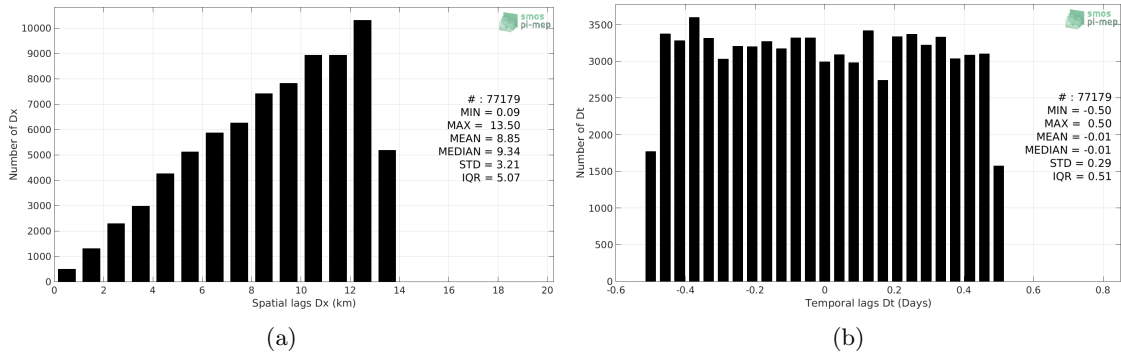 smos
pi-mep
10000
9000
8000
7000
6000
5000
4000
3000
2000
1000
0
Number of Dx
# : 77179
MIN = 0.09
MAX = 13.50
MEAN = 8.85
MEDIAN = 9.34
STD = 3.21
IQR = 5.07
0 2 4 6 8 10 12 14 16 18 20
Spatial lags Dx (km)
(a)
smos
pi-mep
3500
3000
2500
2000
1500
1000
500
0
Number of Dt
# : 77179
MIN = -0.50
MAX = 0.50
MEAN = -0.01
MEDIAN = -0.01
STD = 0.29
IQR = 0.51
-0.6 -0.4 -0.2 0 0.2 0.4 0.6 0.8
Temporal lags Dt (Days)
(b)